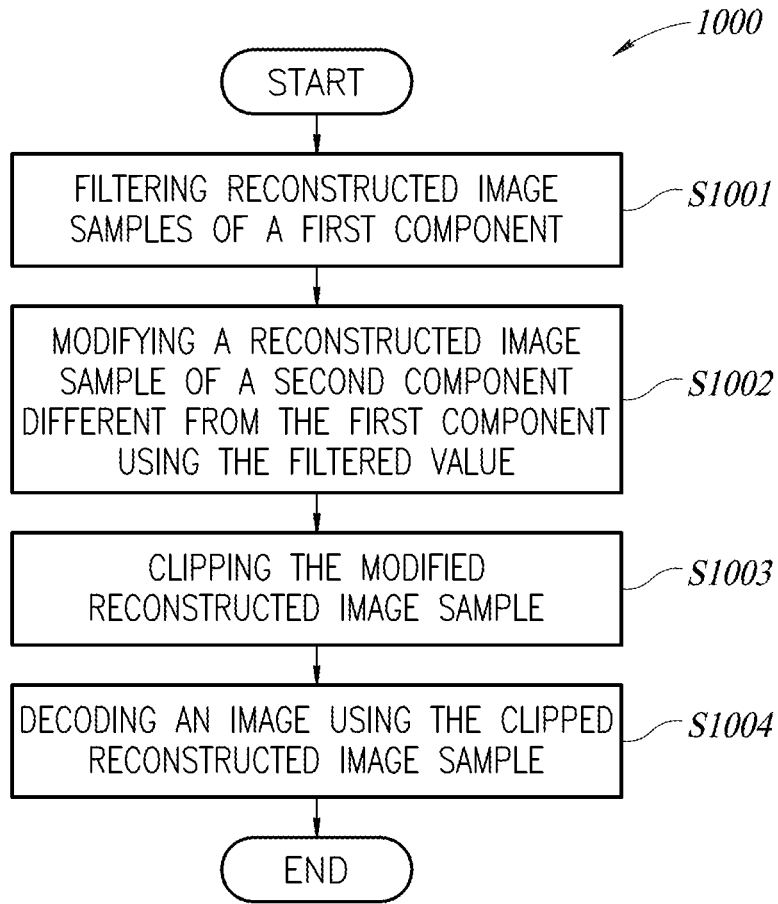 1000
START
FILTERING RECONSTRUCTED IMAGE
SAMPLES OF A FIRST COMPONENT
S1001
MODIFYING A RECONSTRUCTED IMAGE
SAMPLE OF A SECOND COMPONENT
DIFFERENT FROM THE FIRST COMPONENT
USING THE FILTERED VALUE
S1002
CLIPPING THE MODIFIED
RECONSTRUCTED IMAGE SAMPLE
S1003
DECODING AN IMAGE USING THE CLIPPED
RECONSTRUCTED IMAGE SAMPLE
S1004
END